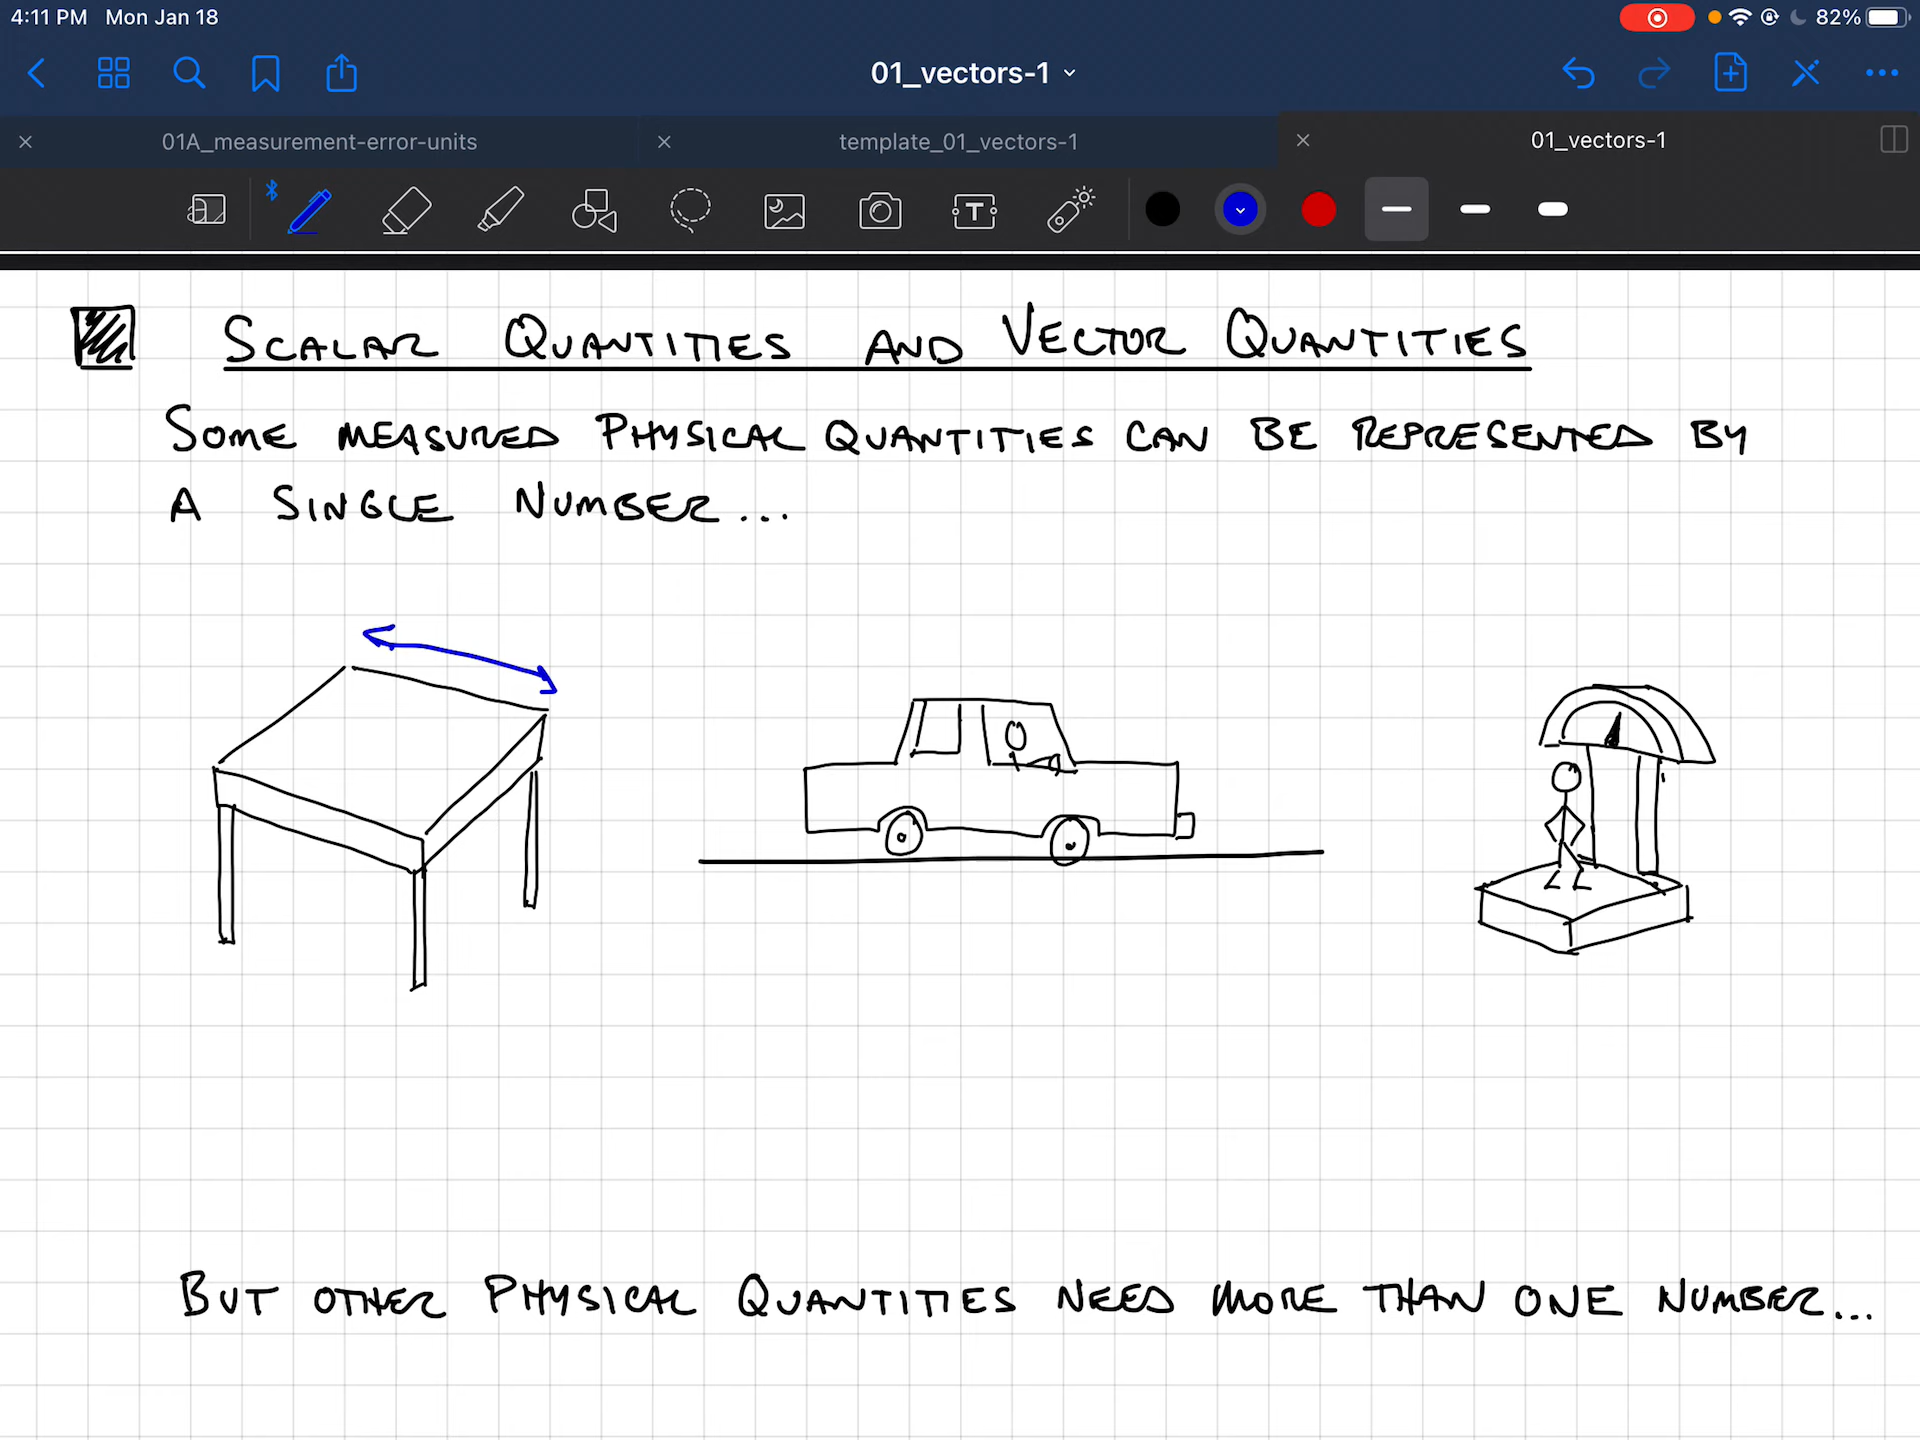 4:11 PM Mon Jan 18
82%
01_vectors-1
01A_measurement-error-units
template_01_vectors-1
01_vectors-1
T
SCALAR QUANTITIES AND VECTOR QUANTITIES
SOME MEASURED PHYSICAL QUANTITIES CAN BE REPRESENTED BY
A SINGLE NUMBER...
BUT OTHER PHYSICAL QUANTITIES NEED MORE THAN ONE NUMBER...